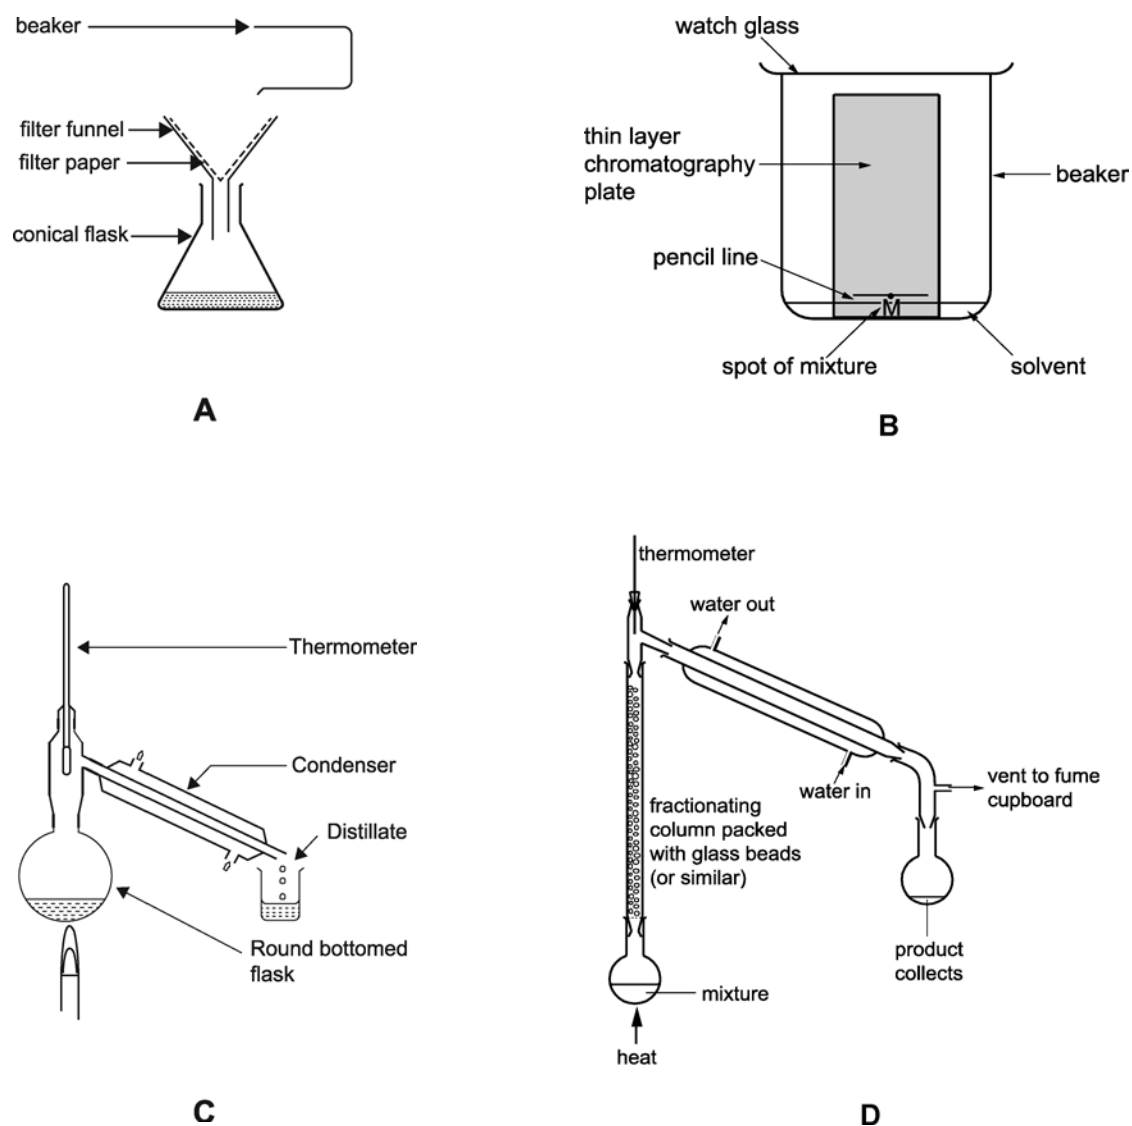 beaker
filter funnel
filter paper
conical flask
A
watch glass
thin layer
chromatography
plate
beaker
pencil line
M
spot of mixture
solvent
B
Thermometer
Condenser
Distillate
Round bottomed
flask
C
thermometer
water out
water in
vent to fume
cupboard
fractionating
column packed
with glass beads
(or similar)
product
collects
mixture
heat
D